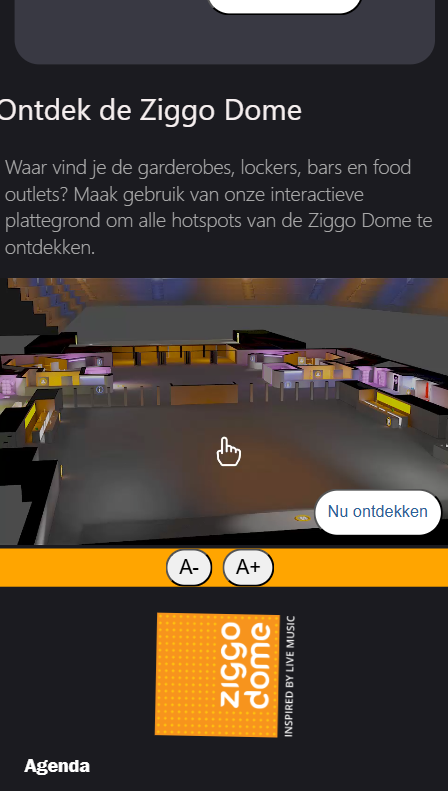 Ontdek de Ziggo Dome
Waar vind je de garderobes, lockers, bars en food
outlets? Maak gebruik van onze interactieve
plattegrond om alle hotspots van de Ziggo Dome te
ontdekken.
Nu ontdekken
A-
A+
ziggo
dome
INSPIRED BY LIVE MUSIC
Agenda